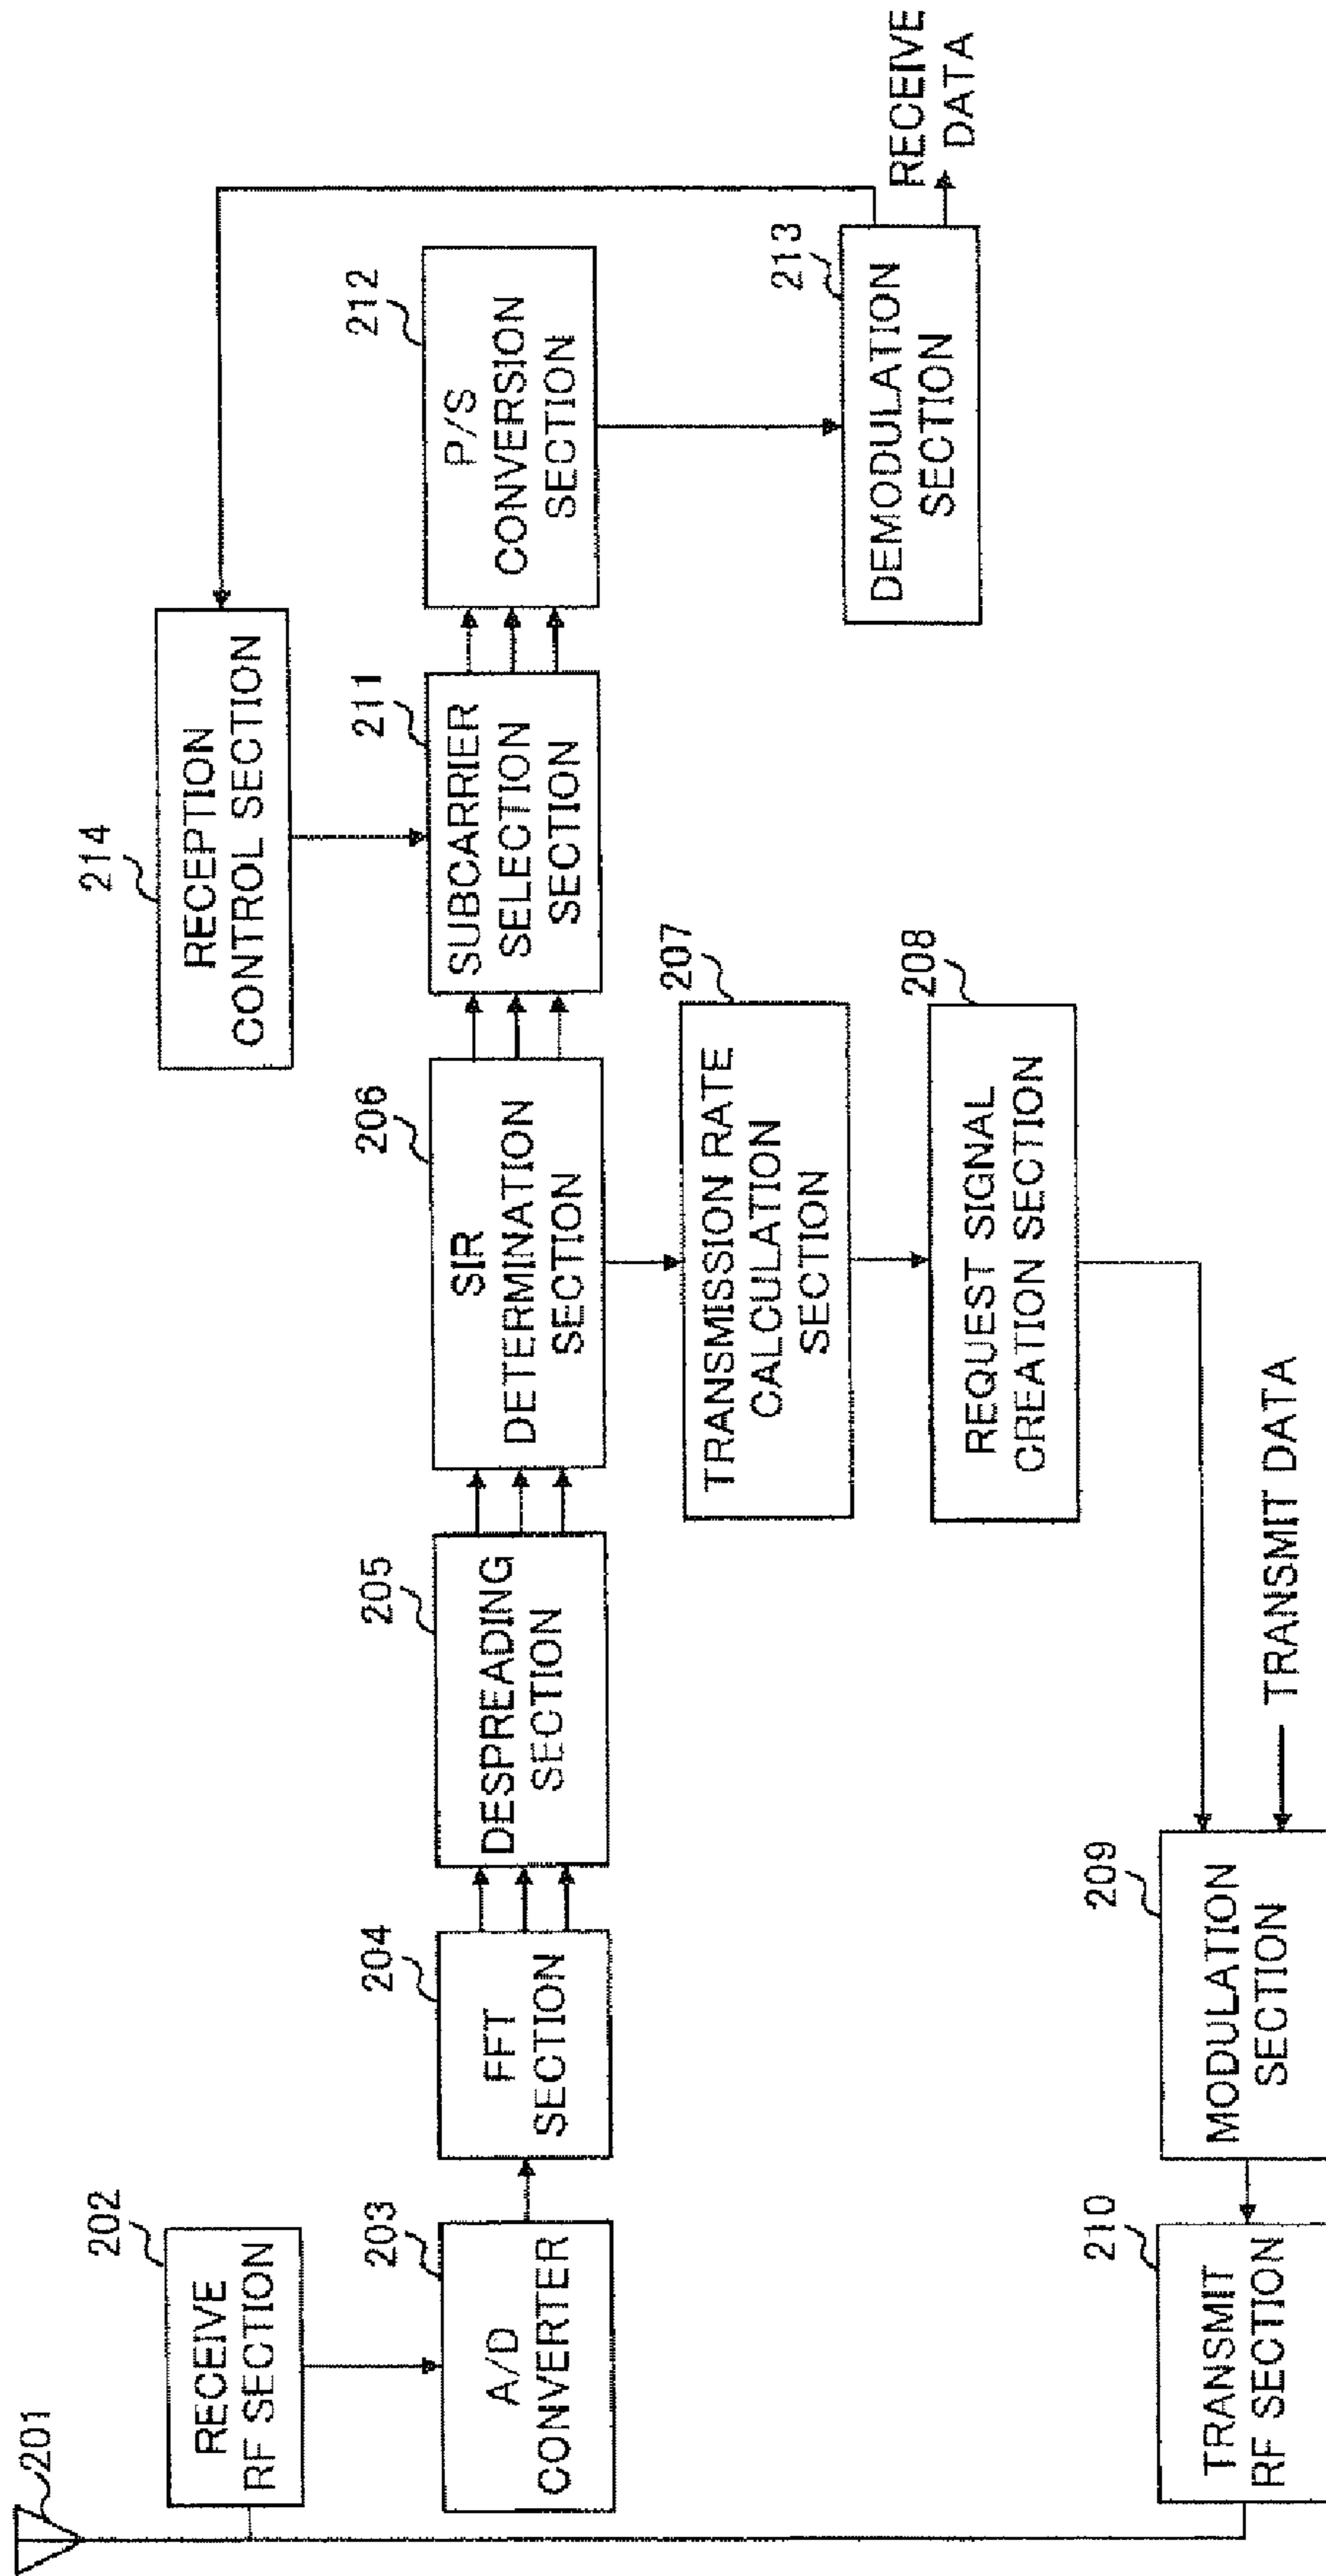 201
202
RECEIVE
RF SECTION
203
A/D
CONVERTER
204
FFT
SECTION
205
DESPREADING
SECTION
206
SIR
DETERMINATION
SECTION
214
RECEPTION
CONTROL SECTION
211
SUBCARRIER
SELECTION
SECTION
212
P/S
CONVERSION
SECTION
213
DEMODULATION
SECTION
RECEIVE
DATA
207
TRANSMISSION RATE
CALCULATION
SECTION
208
REQUEST SIGNAL
CREATION SECTION
210
TRANSMIT
RF SECTION
209
MODULATION
SECTION
TRANSMIT DATA